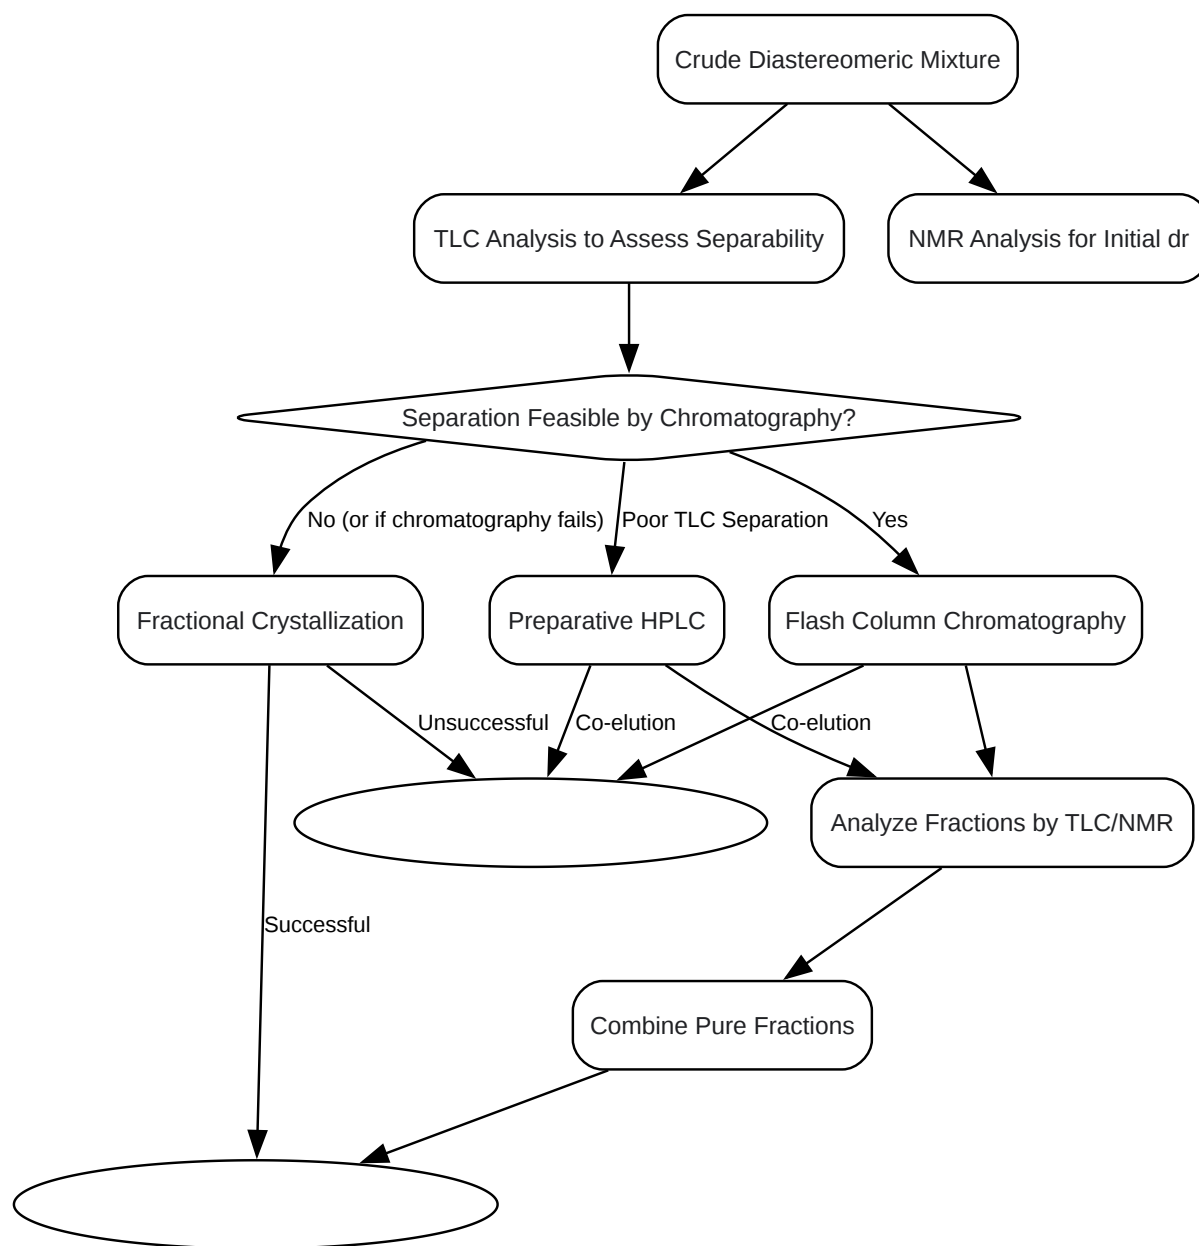 Crude Diastereomeric Mixture
TLC Analysis to Assess Separability
NMR Analysis for Initial dr
Separation Feasible by Chromatography?
No (or if chromatography fails)
Poor TLC Separation
Yes
Fractional Crystallization
Preparative HPLC
Flash Column Chromatography
Unsuccessful
Co-elution
Co-elution
Analyze Fractions by TLC/NMR
Successful
Combine Pure Fractions